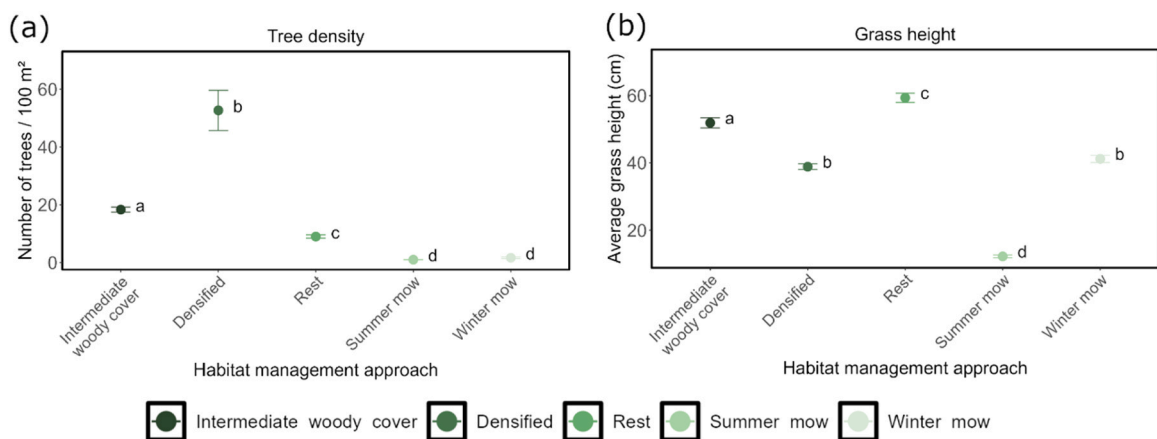 (a)
Tree density
Number of trees / 100 m²
60
40
20
0
a
b
c
d
d
Intermediate
woody cover
Densified
Rest
Summer mow
Winter mow
Habitat management approach
(b)
Grass height
Average grass height (cm)
60
40
20
a
b
c
d
b
Intermediate
woody cover
Densified
Rest
Summer mow
Winter mow
Habitat management approach
Intermediate woody cover Densified Rest Summer mow Winter mow